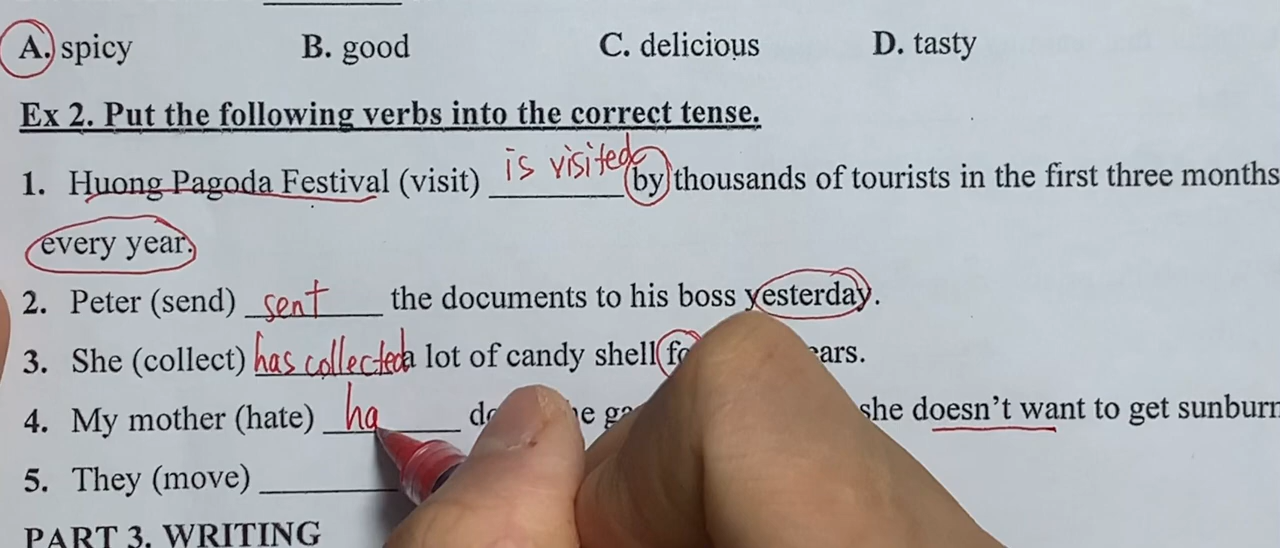 A. spicy B. good C. delicious D. tasty
Ex 2. Put the following verbs into the correct tense.
1. Huong Pagoda Festival (visit) is visited by thousands of tourists in the first three months
every year.
2. Peter (send) sent the documents to his boss yesterday.
3. She (collect) has collected a lot of candy shell
4. My mother (hate) ha she doesn't want to get sunburn
5. They (move)
PART 3. WRITING